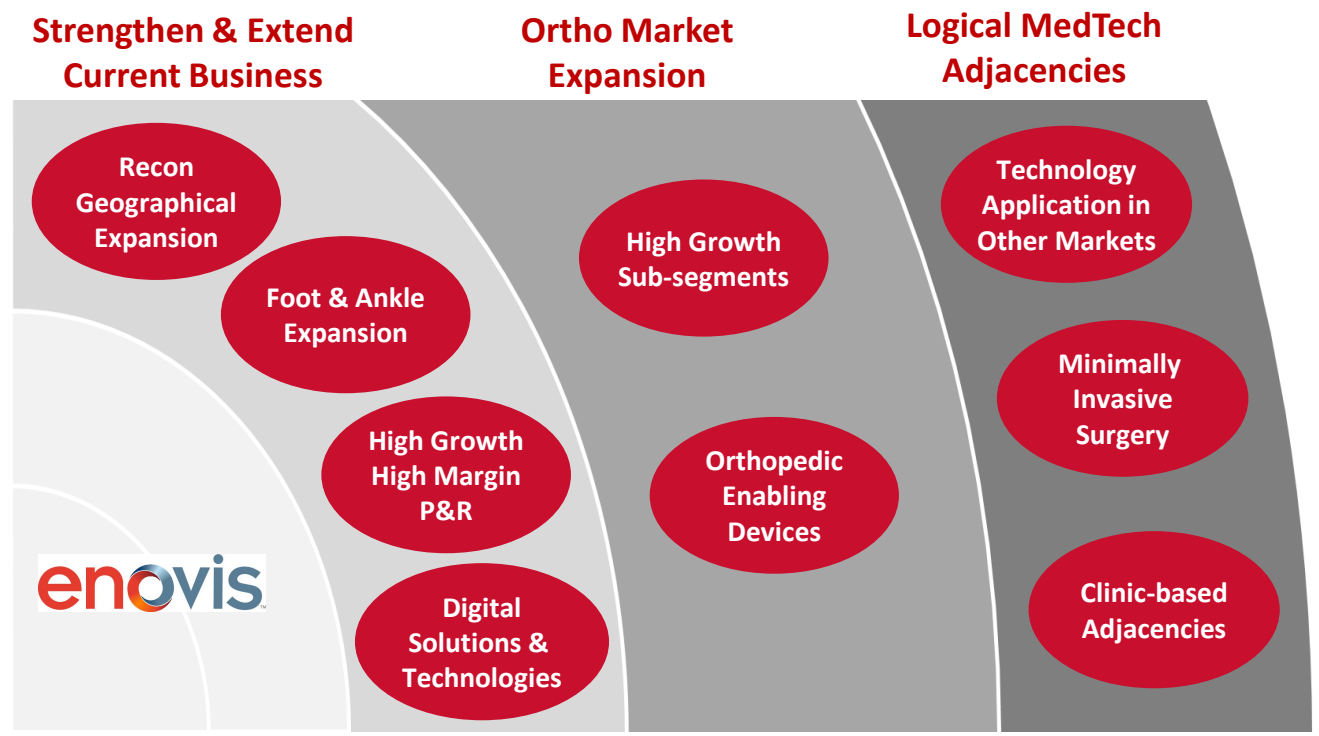 Strengthen & Extend
Current Business
Ortho Market
Expansion
Logical MedTech
Adjacencies
Recon
Geographical
Expansion
Foot & Ankle
Expansion
High Growth
High Margin
P&R
Digital
Solutions &
Technologies
High Growth
Sub-segments
Orthopedic
Enabling
Devices
Technology
Application in
Other Markets
Minimally
Invasive
Surgery
Clinic-based
Adjacencies
enovis™